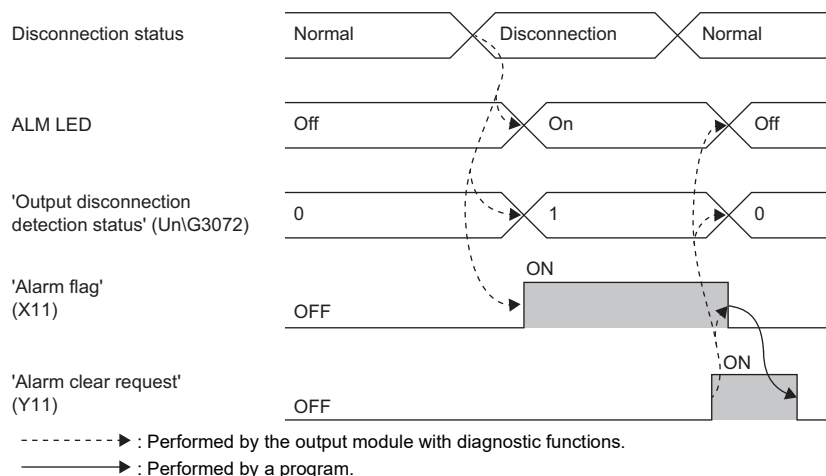 Disconnection status
Normal
Disconnection
Normal
ALM LED
Off
On
Off
'Output disconnection
detection status' (Un\G3072)
0
1
0
'Alarm flag'
(X11)
OFF
ON
'Alarm clear request'
(Y11)
OFF
ON
: Performed by the output module with diagnostic functions.
: Performed by a program.